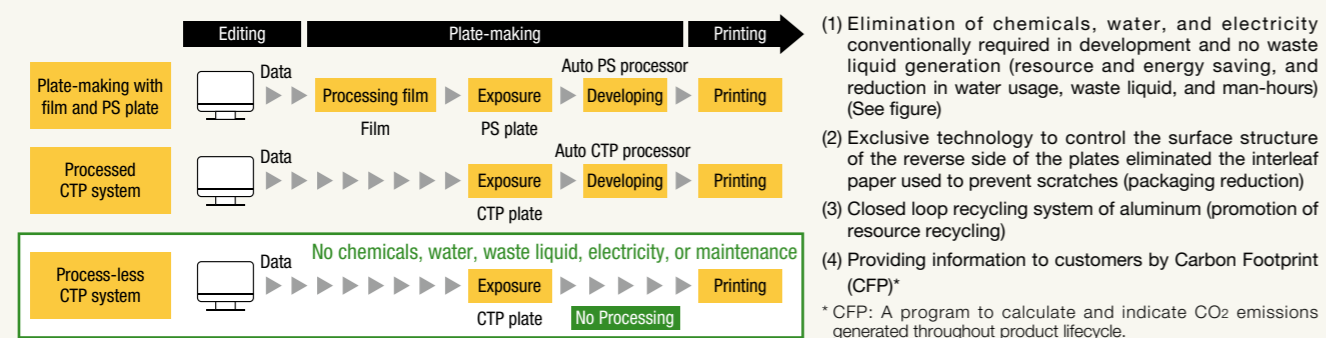 Editing
Plate-making
Printing
Plate-making with
film and PS plate
Data
Processing film
Film
Exposure
PS plate
Auto PS processor
Developing
Printing
Processed
CTP system
Data
Exposure
CTP plate
Auto CTP processor
Developing
Printing
No chemicals, water, waste liquid, electricity, or maintenance
Process-less
CTP system
Data
Exposure
CTP plate
No Processing
Printing
(1) Elimination of chemicals, water, and electricity
conventionally required in development and no waste
liquid generation (resource and energy saving, and
reduction in water usage, waste liquid, and man-hours)
(See figure)
(2) Exclusive technology to control the surface structure
of the reverse side of the plates eliminated the interleaf
paper used to prevent scratches (packaging reduction)
(3) Closed loop recycling system of aluminum (promotion of
resource recycling)
(4) Providing information to customers by Carbon Footprint
(CFP)*
* CFP: A program to calculate and indicate CO2 emissions
generated throughout product lifecycle.